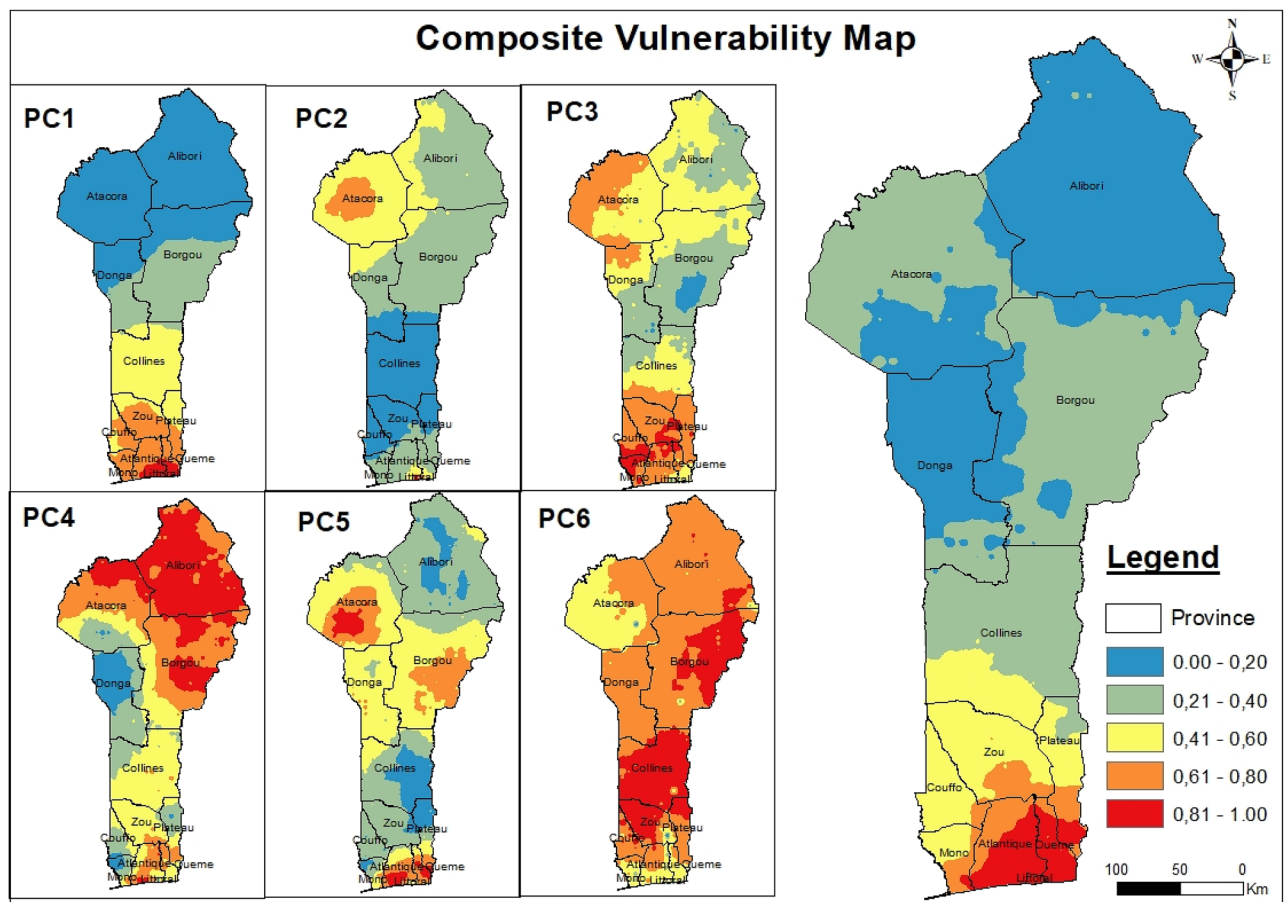 Composite Vulnerability Map
N
W E
S
PC1
Alibori
Atacora
Borgou
Donga
Collines
Zou
Plateau
Couffo
Atlantique
Oueme
Mono
Littoral
PC2
Alibori
Atacora
Borgou
Donga
Collines
Zou
Plateau
Couffo
Atlantique
Oueme
Mono
Littoral
PC3
Alibori
Atacora
Borgou
Donga
Collines
Zou
Plateau
Couffo
Atlantique
Oueme
Mono
Littoral
PC4
Alibori
Atacora
Borgou
Donga
Collines
Zou
Plateau
Couffo
Atlantique
Oueme
Mono
Littoral
PC5
Alibori
Atacora
Borgou
Donga
Collines
Zou
Plateau
Couffo
Atlantique
Oueme
Mono
Littoral
PC6
Alibori
Atacora
Borgou
Donga
Collines
Zou
Plateau
Couffo
Atlantique
Oueme
Mono
Littoral
Alibori
Atacora
Borgou
Donga
Collines
Plateau
Zou
Couffo
Atlantique
Oueme
Mono
Littoral
Legend
Province
0.00 - 0,20
0,21 - 0,40
0,41 - 0,60
0,61 - 0,80
0,81 - 1.00
100 50 0
Km